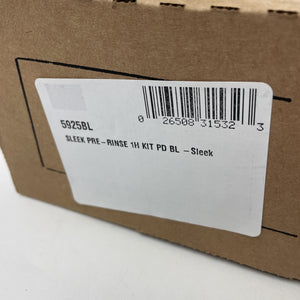 5925BL
0 26508 31532 3
SLEEK PRE-RINSE 1H KIT PD BL -Sleek